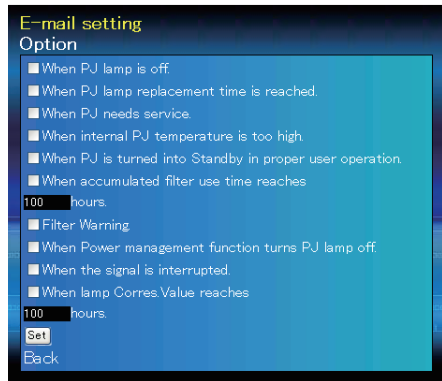 E-mail setting
Option
When PJ lamp is off.
When PJ lamp replacement time is reached.
When PJ needs service.
When internal PJ temperature is too high.
When PJ is turned into Standby in proper user operation.
When accumulated filter use time reaches
100 hours.
Filter Warning.
When Power management function turns PJ lamp off.
When the signal is interrupted.
When lamp Corres.Value reaches
100 hours.
Set
Back